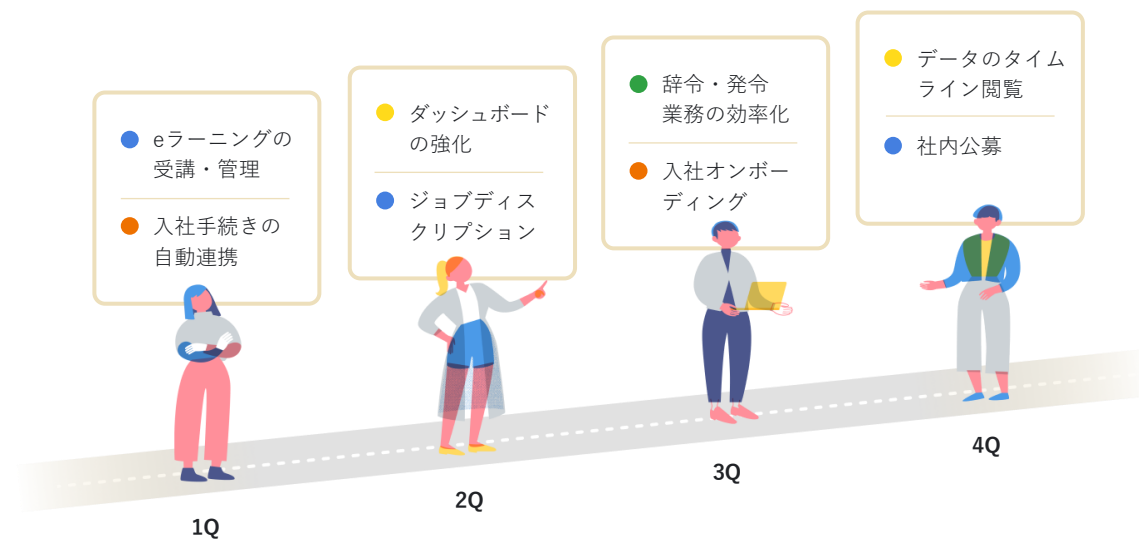 eラーニングの
受講・管理
入社手続きの
自動連携
1Q
ダッシュボード
の強化
ジョブディス
クリプション
2Q
辞令・発令
業務の効率化
入社オンボー
ディング
3Q
データのタイム
ライン閲覧
社内公募
4Q